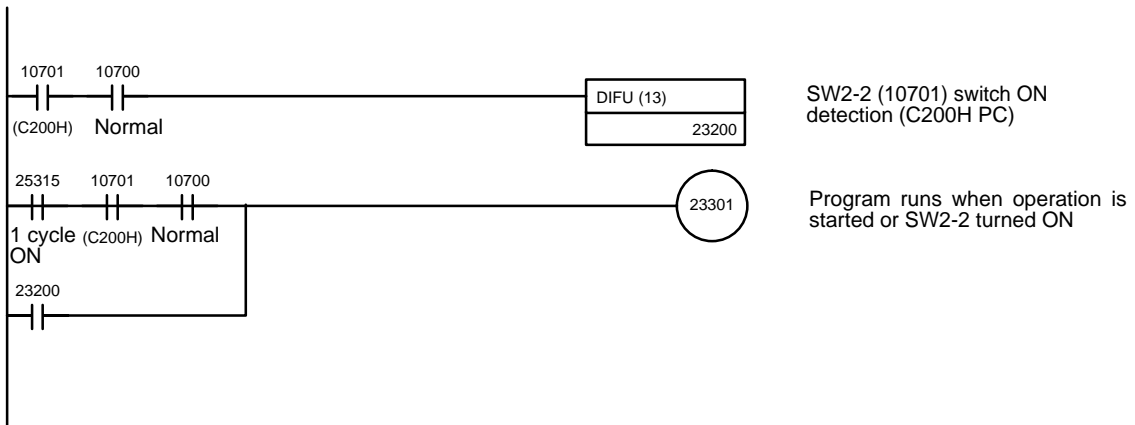 10701 10700
DIFU (13)
23200
(C200H) Normal
SW2-2 (10701) switch ON
detection (C200H PC)
25315 10701 10700
23301
1 cycle (C200H) Normal
ON
Program runs when operation is
started or SW2-2 turned ON
23200